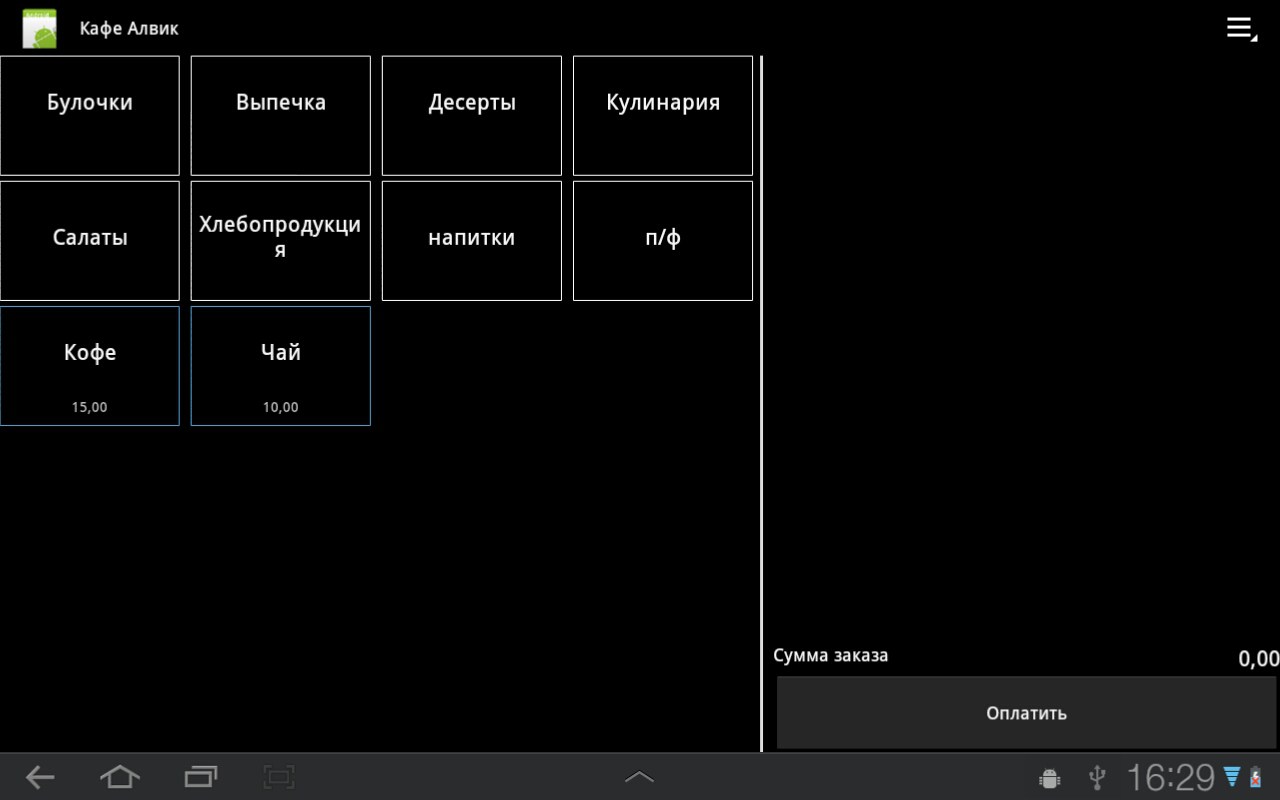 Кафе Алвик
Булочки
Выпечка
Десерты
Кулинария
Салаты
Хлебопродукци
я
напитки
п/ф
Кофе
15,00
Чай
10,00
Сумма заказа
0,00
Оплатить
16:29